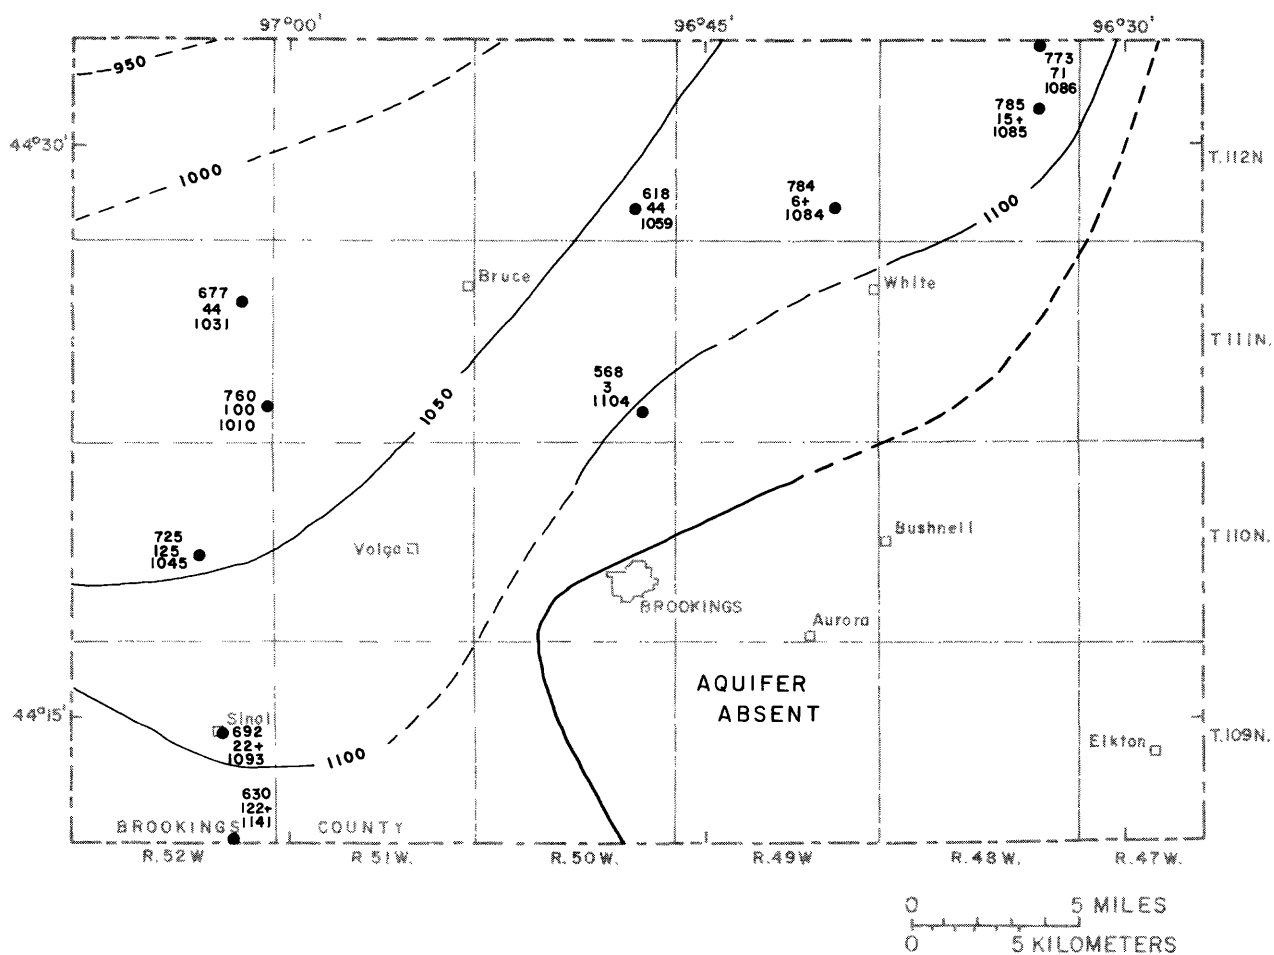 97°00'
96°45'
96°30'
950
773
71
1086
785
15+
1085
44°30'
T.112N
1000
618
44
1059
784
6+
1084
1100
Bruce
White
677
44
1031
T.111N.
568
3
1104
760
100
1010
1050
725
125
1045
Volga
Bushnell
T.110N.
BROOKINGS
Aurora
AQUIFER
ABSENT
44°15'
Sinai
692
22+
1093
1100
Elkton
T.109N.
630
122+
1141
BROOKINGS COUNTY
R.52W R.51W. R.50W. R.49W R.48W. R.47W.
0 5 MILES
0 5 KILOMETERS